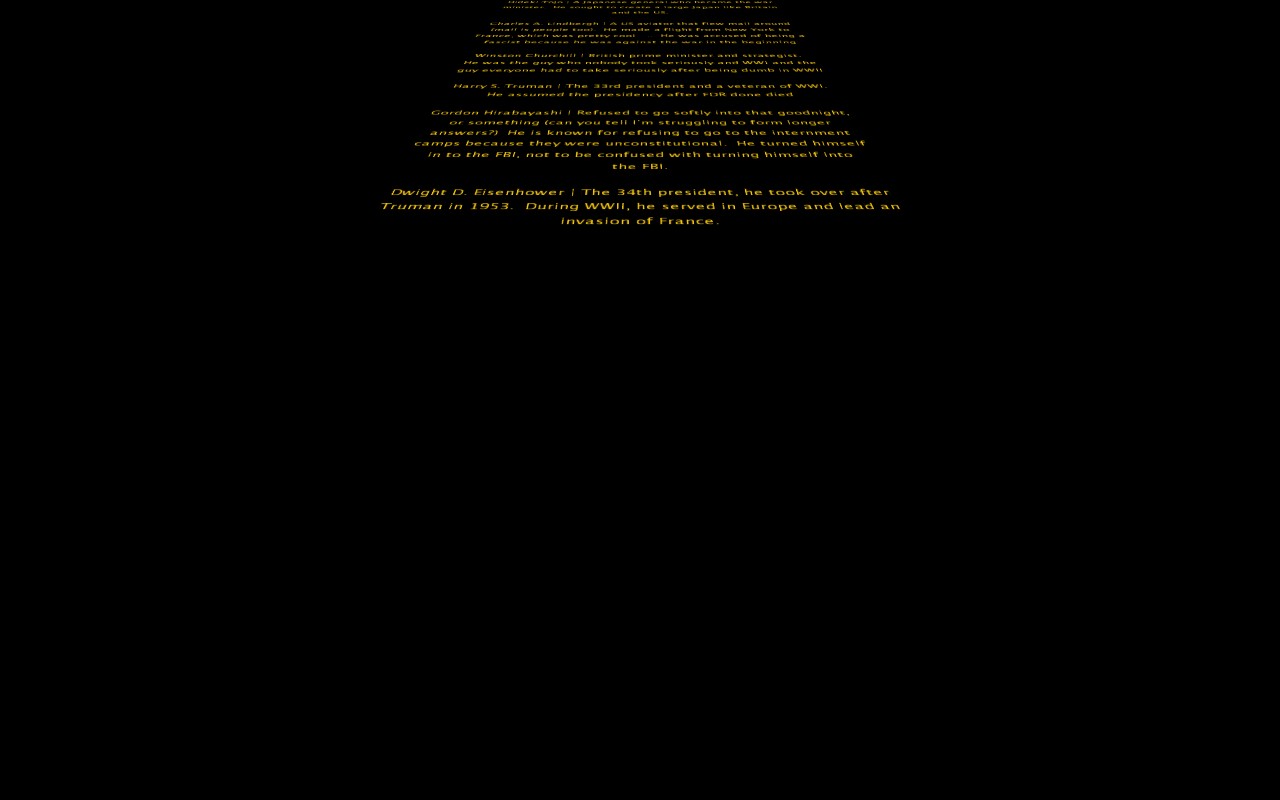 Hideki Tojo | A Japanese general who became the war
minister.  He sought to create a large Japan like Britain
and the US.
Charles A. Lindbergh | A US aviator that flew mail around
(mail is people too).  He made a flight from New York to
France, which was pretty cool.  He was accused of being a
fascist because he was against the war in the beginning
Winston Churchill | British prime minister and strategist.
He was the guy who nobody took seriously and WWI and the
guy everyone had to take seriously after being dumb in WWII
Harry S. Truman | The 33rd president and a veteran of WWI.
He assumed the presidency after FDR done died
Gordon Hirabayashi | Refused to go softly into that goodnight,
or something (can you tell I'm struggling to form longer
answers?)  He is known for refusing to go to the internment
camps because they were unconstitutional.  He turned himself
in to the FBI, not to be confused with turning himself into
the FBI.
Dwight D. Eisenhower | The 34th president, he took over after
Truman in 1953.  During WWII, he served in Europe and lead an
invasion of France.